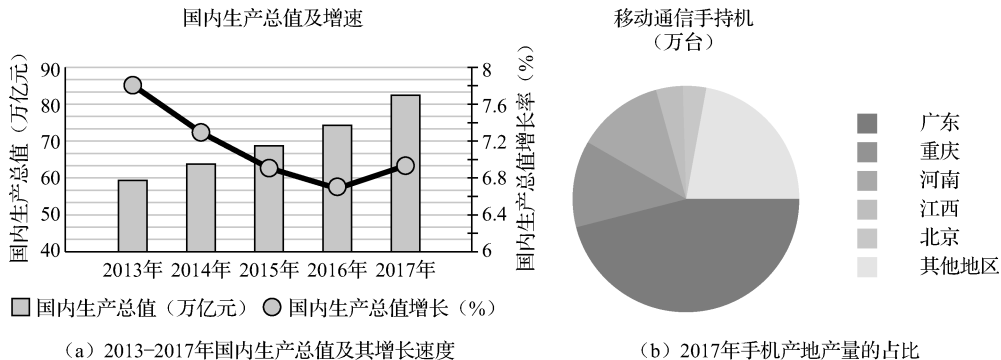 国内生产总值及增速
国内生产总值（万亿元）
90
80
70
60
50
40
8
7.6
7.2
6.8
6.4
6
国内生产总值增长率（%）
2013年 2014年 2015年 2016年 2017年
国内生产总值（万亿元） 国内生产总值增长（%）
（a）2013–2017年国内生产总值及其增长速度
移动通信手持机
（万台）
广东
重庆
河南
江西
北京
其他地区
（b）2017年手机产地产量的占比